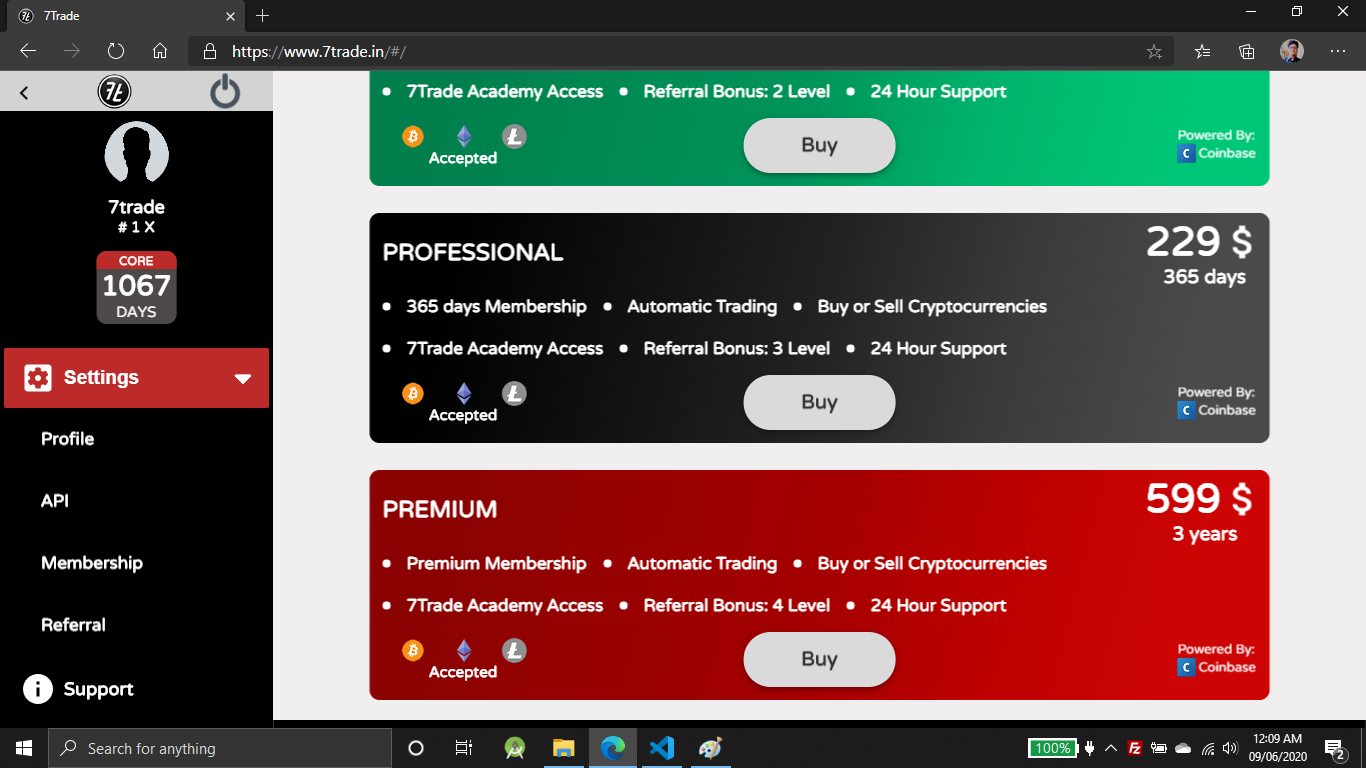 7Trade
https://www.7trade.in/#/
7t
7trade
# 1 X
CORE
1067
DAYS
Settings
Profile
API
Membership
Referral
Support
7Trade Academy Access • Referral Bonus: 2 Level • 24 Hour Support
Accepted
Buy
Powered By:
C Coinbase
PROFESSIONAL
229 $
365 days
• 365 days Membership • Automatic Trading • Buy or Sell Cryptocurrencies
• 7Trade Academy Access • Referral Bonus: 3 Level • 24 Hour Support
Accepted
Buy
Powered By:
C Coinbase
PREMIUM
599 $
3 years
• Premium Membership • Automatic Trading • Buy or Sell Cryptocurrencies
• 7Trade Academy Access • Referral Bonus: 4 Level • 24 Hour Support
Accepted
Buy
Powered By:
C Coinbase
Search for anything
100%
12:09 AM
09/06/2020
2